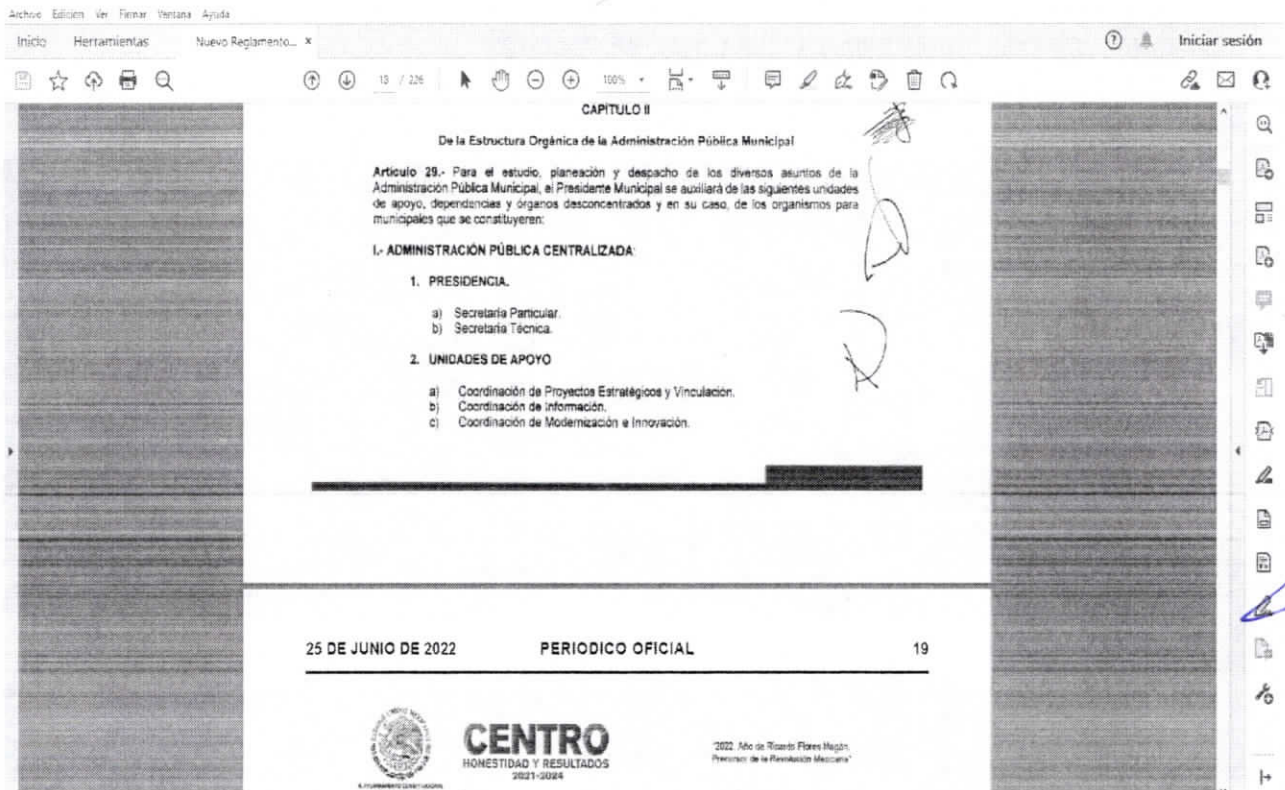 Archivo Edición Ver Firmar Ventana Ayuda
Inicio Herramientas Nuevo Reglamento... x Iniciar sesión
18 / 226 100%
CAPÍTULO II
De la Estructura Orgánica de la Administración Pública Municipal
Artículo 29.- Para el estudio, planeación y despacho de los diversos asuntos de la
Administración Pública Municipal, el Presidente Municipal se auxiliará de las siguientes unidades
de apoyo, dependencias y órganos desconcentrados y en su caso, de los organismos para
municipales que se constituyeren:
I.- ADMINISTRACIÓN PÚBLICA CENTRALIZADA:
1. PRESIDENCIA.
a) Secretaría Particular.
b) Secretaría Técnica.
2. UNIDADES DE APOYO
a) Coordinación de Proyectos Estratégicos y Vinculación.
b) Coordinación de Información.
c) Coordinación de Modernización e Innovación.
25 DE JUNIO DE 2022 PERIODICO OFICIAL 19
CENTRO
HONESTIDAD Y RESULTADOS
2021-2024
"2022, Año de Ricardo Flores Magón,
Precursor de la Revolución Mexicana"